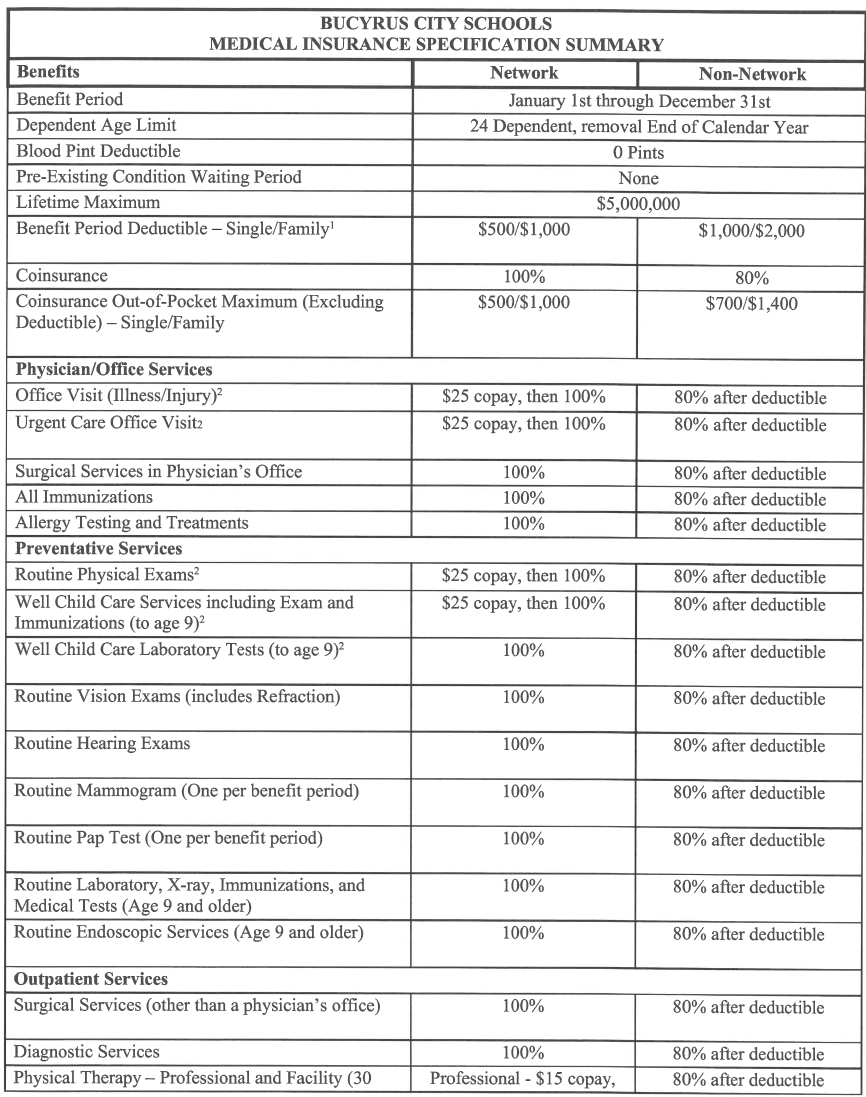 BUCYRUS CITY SCHOOLS
MEDICAL INSURANCE SPECIFICATION SUMMARY
Benefits Network Non-Network
Benefit Period January 1st through December 31st
Dependent Age Limit 24 Dependent, removal End of Calendar Year
Blood Pint Deductible 0 Pints
Pre-Existing Condition Waiting Period None
Lifetime Maximum $5,000,000
Benefit Period Deductible – Single/Family¹ $500/$1,000 $1,000/$2,000
Coinsurance 100% 80%
Coinsurance Out-of-Pocket Maximum (Excluding $500/$1,000 $700/$1,400
Deductible) – Single/Family
Physician/Office Services
Office Visit (Illness/Injury)² $25 copay, then 100% 80% after deductible
Urgent Care Office Visit₂ $25 copay, then 100% 80% after deductible
Surgical Services in Physician's Office 100% 80% after deductible
All Immunizations 100% 80% after deductible
Allergy Testing and Treatments 100% 80% after deductible
Preventative Services
Routine Physical Exams² $25 copay, then 100% 80% after deductible
Well Child Care Services including Exam and $25 copay, then 100% 80% after deductible
Immunizations (to age 9)²
Well Child Care Laboratory Tests (to age 9)² 100% 80% after deductible
Routine Vision Exams (includes Refraction) 100% 80% after deductible
Routine Hearing Exams 100% 80% after deductible
Routine Mammogram (One per benefit period) 100% 80% after deductible
Routine Pap Test (One per benefit period) 100% 80% after deductible
Routine Laboratory, X-ray, Immunizations, and 100% 80% after deductible
Medical Tests (Age 9 and older)
Routine Endoscopic Services (Age 9 and older) 100% 80% after deductible
Outpatient Services
Surgical Services (other than a physician's office) 100% 80% after deductible
Diagnostic Services 100% 80% after deductible
Physical Therapy – Professional and Facility (30 Professional - $15 copay, 80% after deductible